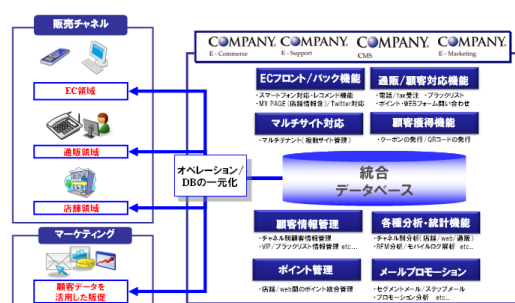 販売チャネル
EC領域
通販領域
店舗領域
マーケティング
顧客データを
活用した販促
オペレーション/
DBの一元化
COMPANY. COMPANY. COMPANY. COMPANY.
E - Commerce E - Support CMS E - Marketing
ECフロント/バック機能
・スマートフォン対応・レコメンド機能
・MY PAGE(店舗情報含)/Twitter対応
通販/顧客対応機能
・電話/fax受注 ・ブラックリスト
・ポイント・WEBフォーム問い合わせ
マルチサイト対応
・マルチテナント(複数サイト管理)
顧客獲得機能
・クーポンの発行/QRコードの発行
統合
データベース
顧客情報管理
・チャネル別顧客情報管理
・VIP/ブラックリスト情報管理 etc...
各種分析・統計機能
・チャネル別分析(店舗/web/通販)
・RFM分析/モバイルログ解析 etc...
ポイント管理
・店舗/web間のポイント統合管理
メールプロモーション
・セグメントメール/ステップメール
・プロモーション分析 etc...